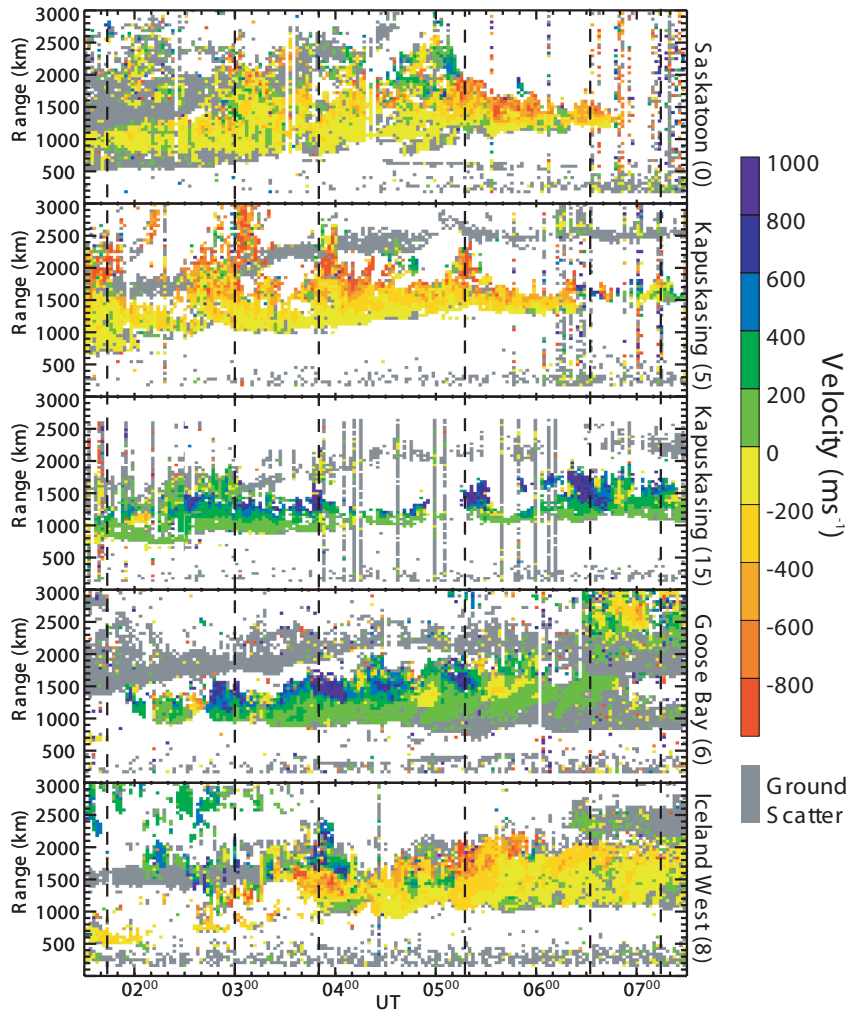 3000
2500
2000
1500
1000
500
Range (km)
Saskatoon (0)
3000
2500
2000
1500
1000
500
Range (km)
Kapuskasing (5)
3000
2500
2000
1500
1000
500
Range (km)
Kapuskasing (15)
3000
2500
2000
1500
1000
500
Range (km)
Goose Bay (6)
3000
2500
2000
1500
1000
500
Range (km)
Iceland West (8)
02⁰⁰ 03⁰⁰ 04⁰⁰ 05⁰⁰ 06⁰⁰ 07⁰⁰
UT
1000
800
600
400
200
0
-200
-400
-600
-800
Velocity (ms⁻¹)
Ground
Scatter